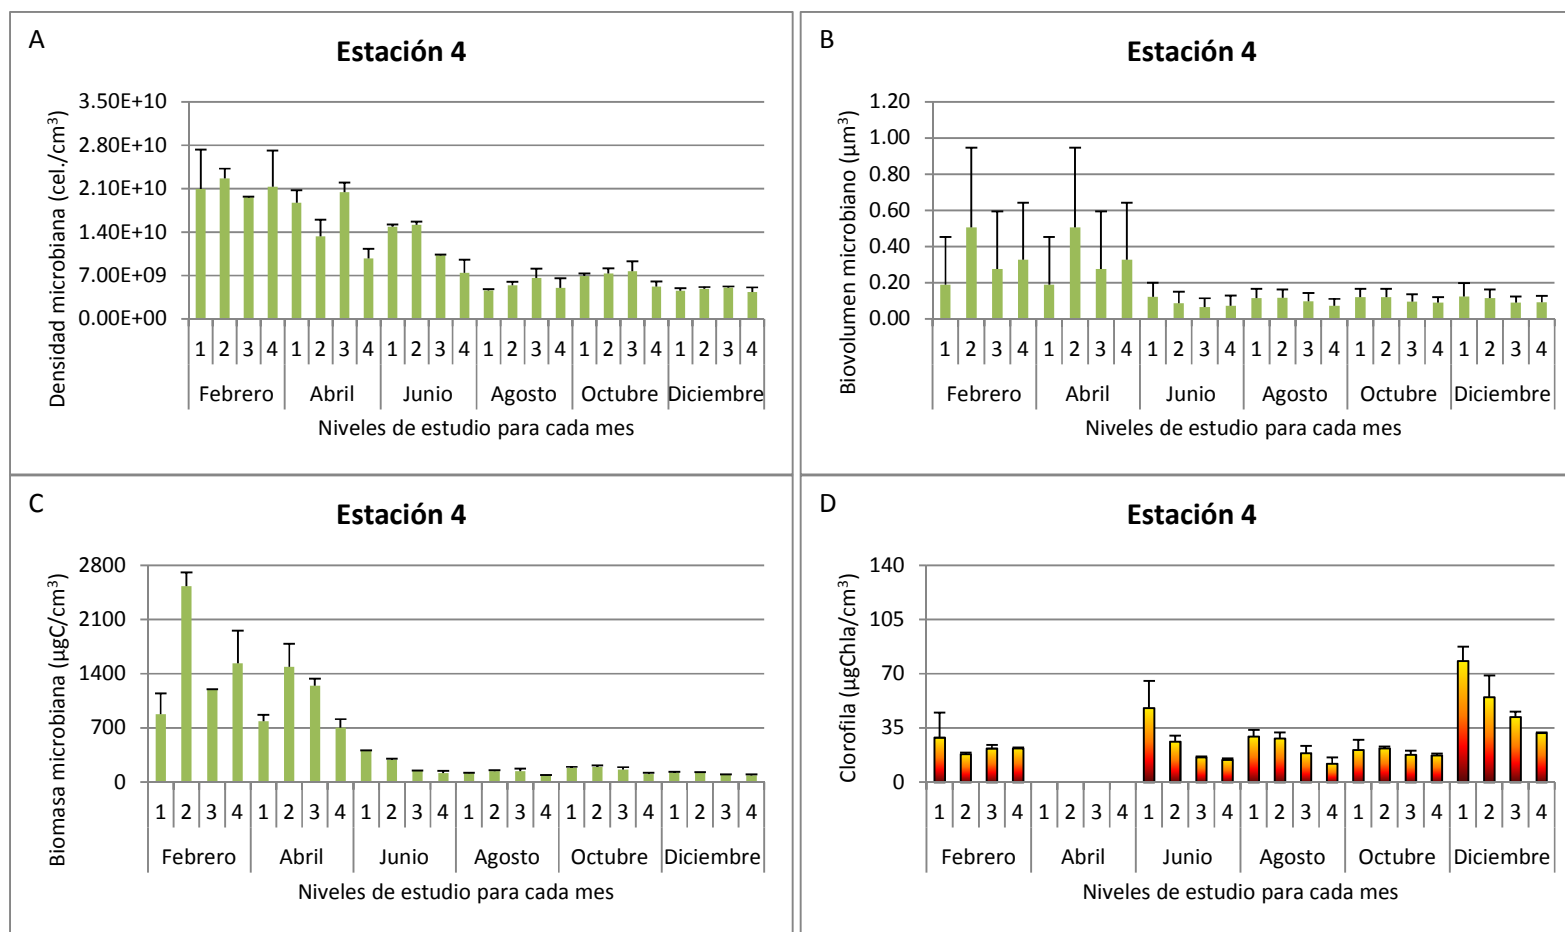 A
Estación 4
Densidad microbiana (cel./cm³)
3.50E+10
2.80E+10
2.10E+10
1.40E+10
7.00E+09
0.00E+00
1 2 3 4 1 2 3 4 1 2 3 4 1 2 3 4 1 2 3 4 1 2 3 4
Febrero Abril Junio Agosto Octubre Diciembre
Niveles de estudio para cada mes
B
Estación 4
Biovolumen microbiano (µm³)
1.20
1.00
0.80
0.60
0.40
0.20
0.00
1 2 3 4 1 2 3 4 1 2 3 4 1 2 3 4 1 2 3 4 1 2 3 4
Febrero Abril Junio Agosto Octubre Diciembre
Niveles de estudio para cada mes
C
Estación 4
Biomasa microbiana (µgC/cm³)
2800
2100
1400
700
0
1 2 3 4 1 2 3 4 1 2 3 4 1 2 3 4 1 2 3 4 1 2 3 4
Febrero Abril Junio Agosto Octubre Diciembre
Niveles de estudio para cada mes
D
Estación 4
Clorofila (µgChla/cm³)
140
105
70
35
0
1 2 3 4 1 2 3 4 1 2 3 4 1 2 3 4 1 2 3 4 1 2 3 4
Febrero Abril Junio Agosto Octubre Diciembre
Niveles de estudio para cada mes